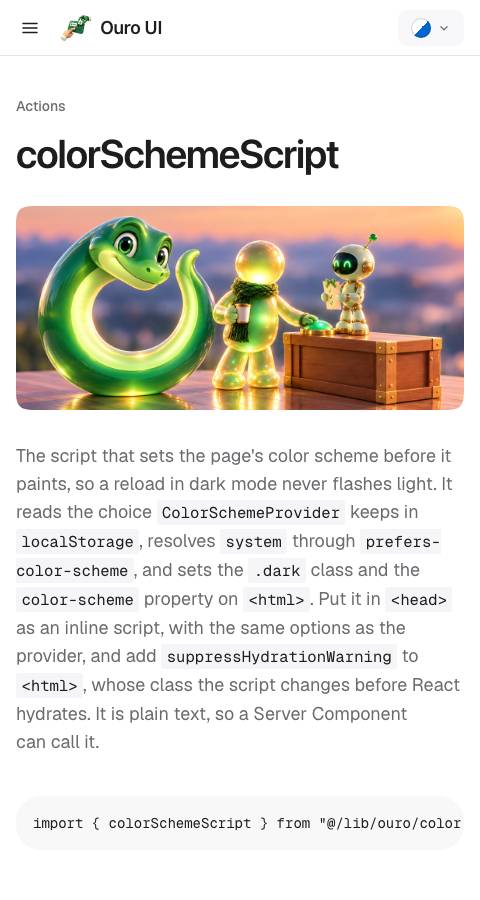 Ouro UI
Actions
colorSchemeScript
The script that sets the page's color scheme before it
paints, so a reload in dark mode never flashes light. It
reads the choice ColorSchemeProvider keeps in
localStorage, resolves system through prefers-
color-scheme, and sets the .dark class and the
color-scheme property on <html>. Put it in <head>
as an inline script, with the same options as the
provider, and add suppressHydrationWarning to
<html>, whose class the script changes before React
hydrates. It is plain text, so a Server Component
can call it.
import { colorSchemeScript } from "@/lib/ouro/color